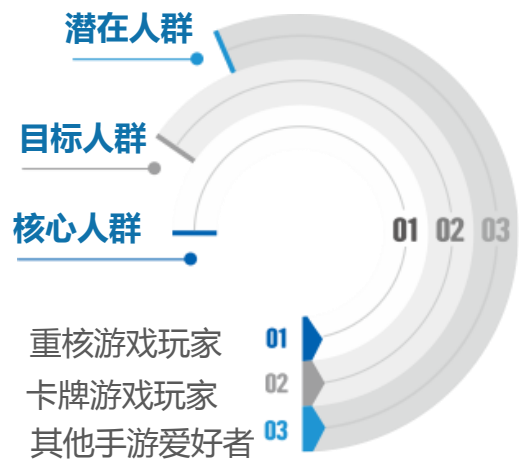 潜在人群
目标人群
核心人群
01 02 03
重核游戏玩家 01
卡牌游戏玩家 02
其他手游爱好者 03